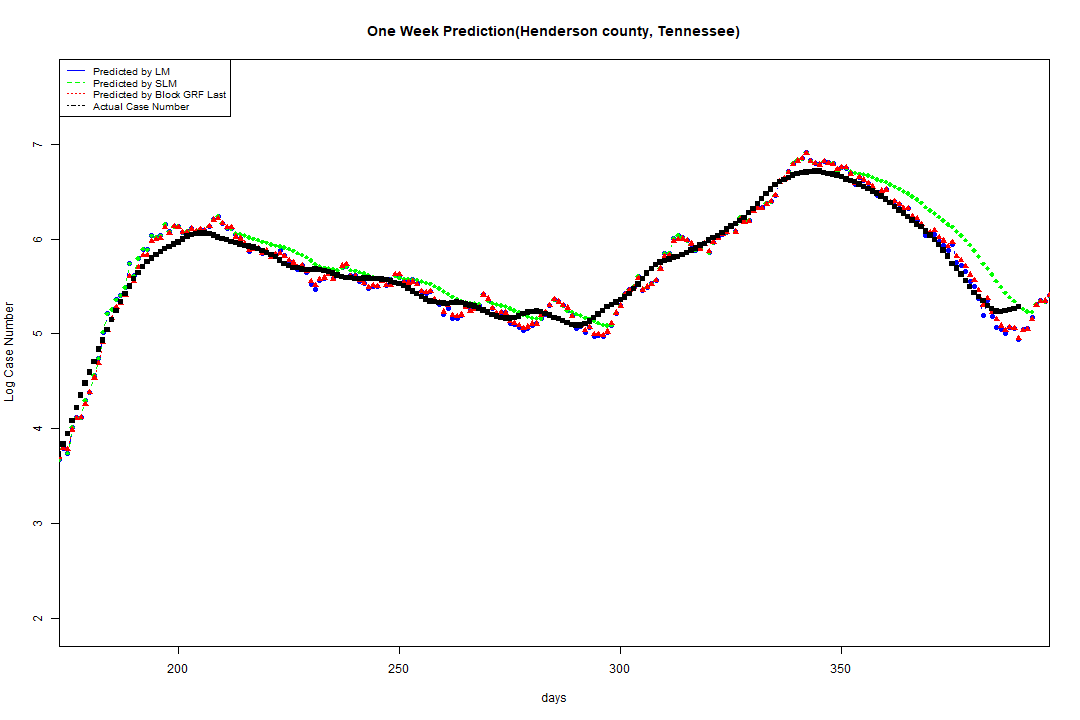 One Week Prediction(Henderson county, Tennessee)
Predicted by LM
Predicted by SLM
Predicted by Block GRF Last
Actual Case Number
7
6
5
4
3
2
Log Case Number
200 250 300 350
days